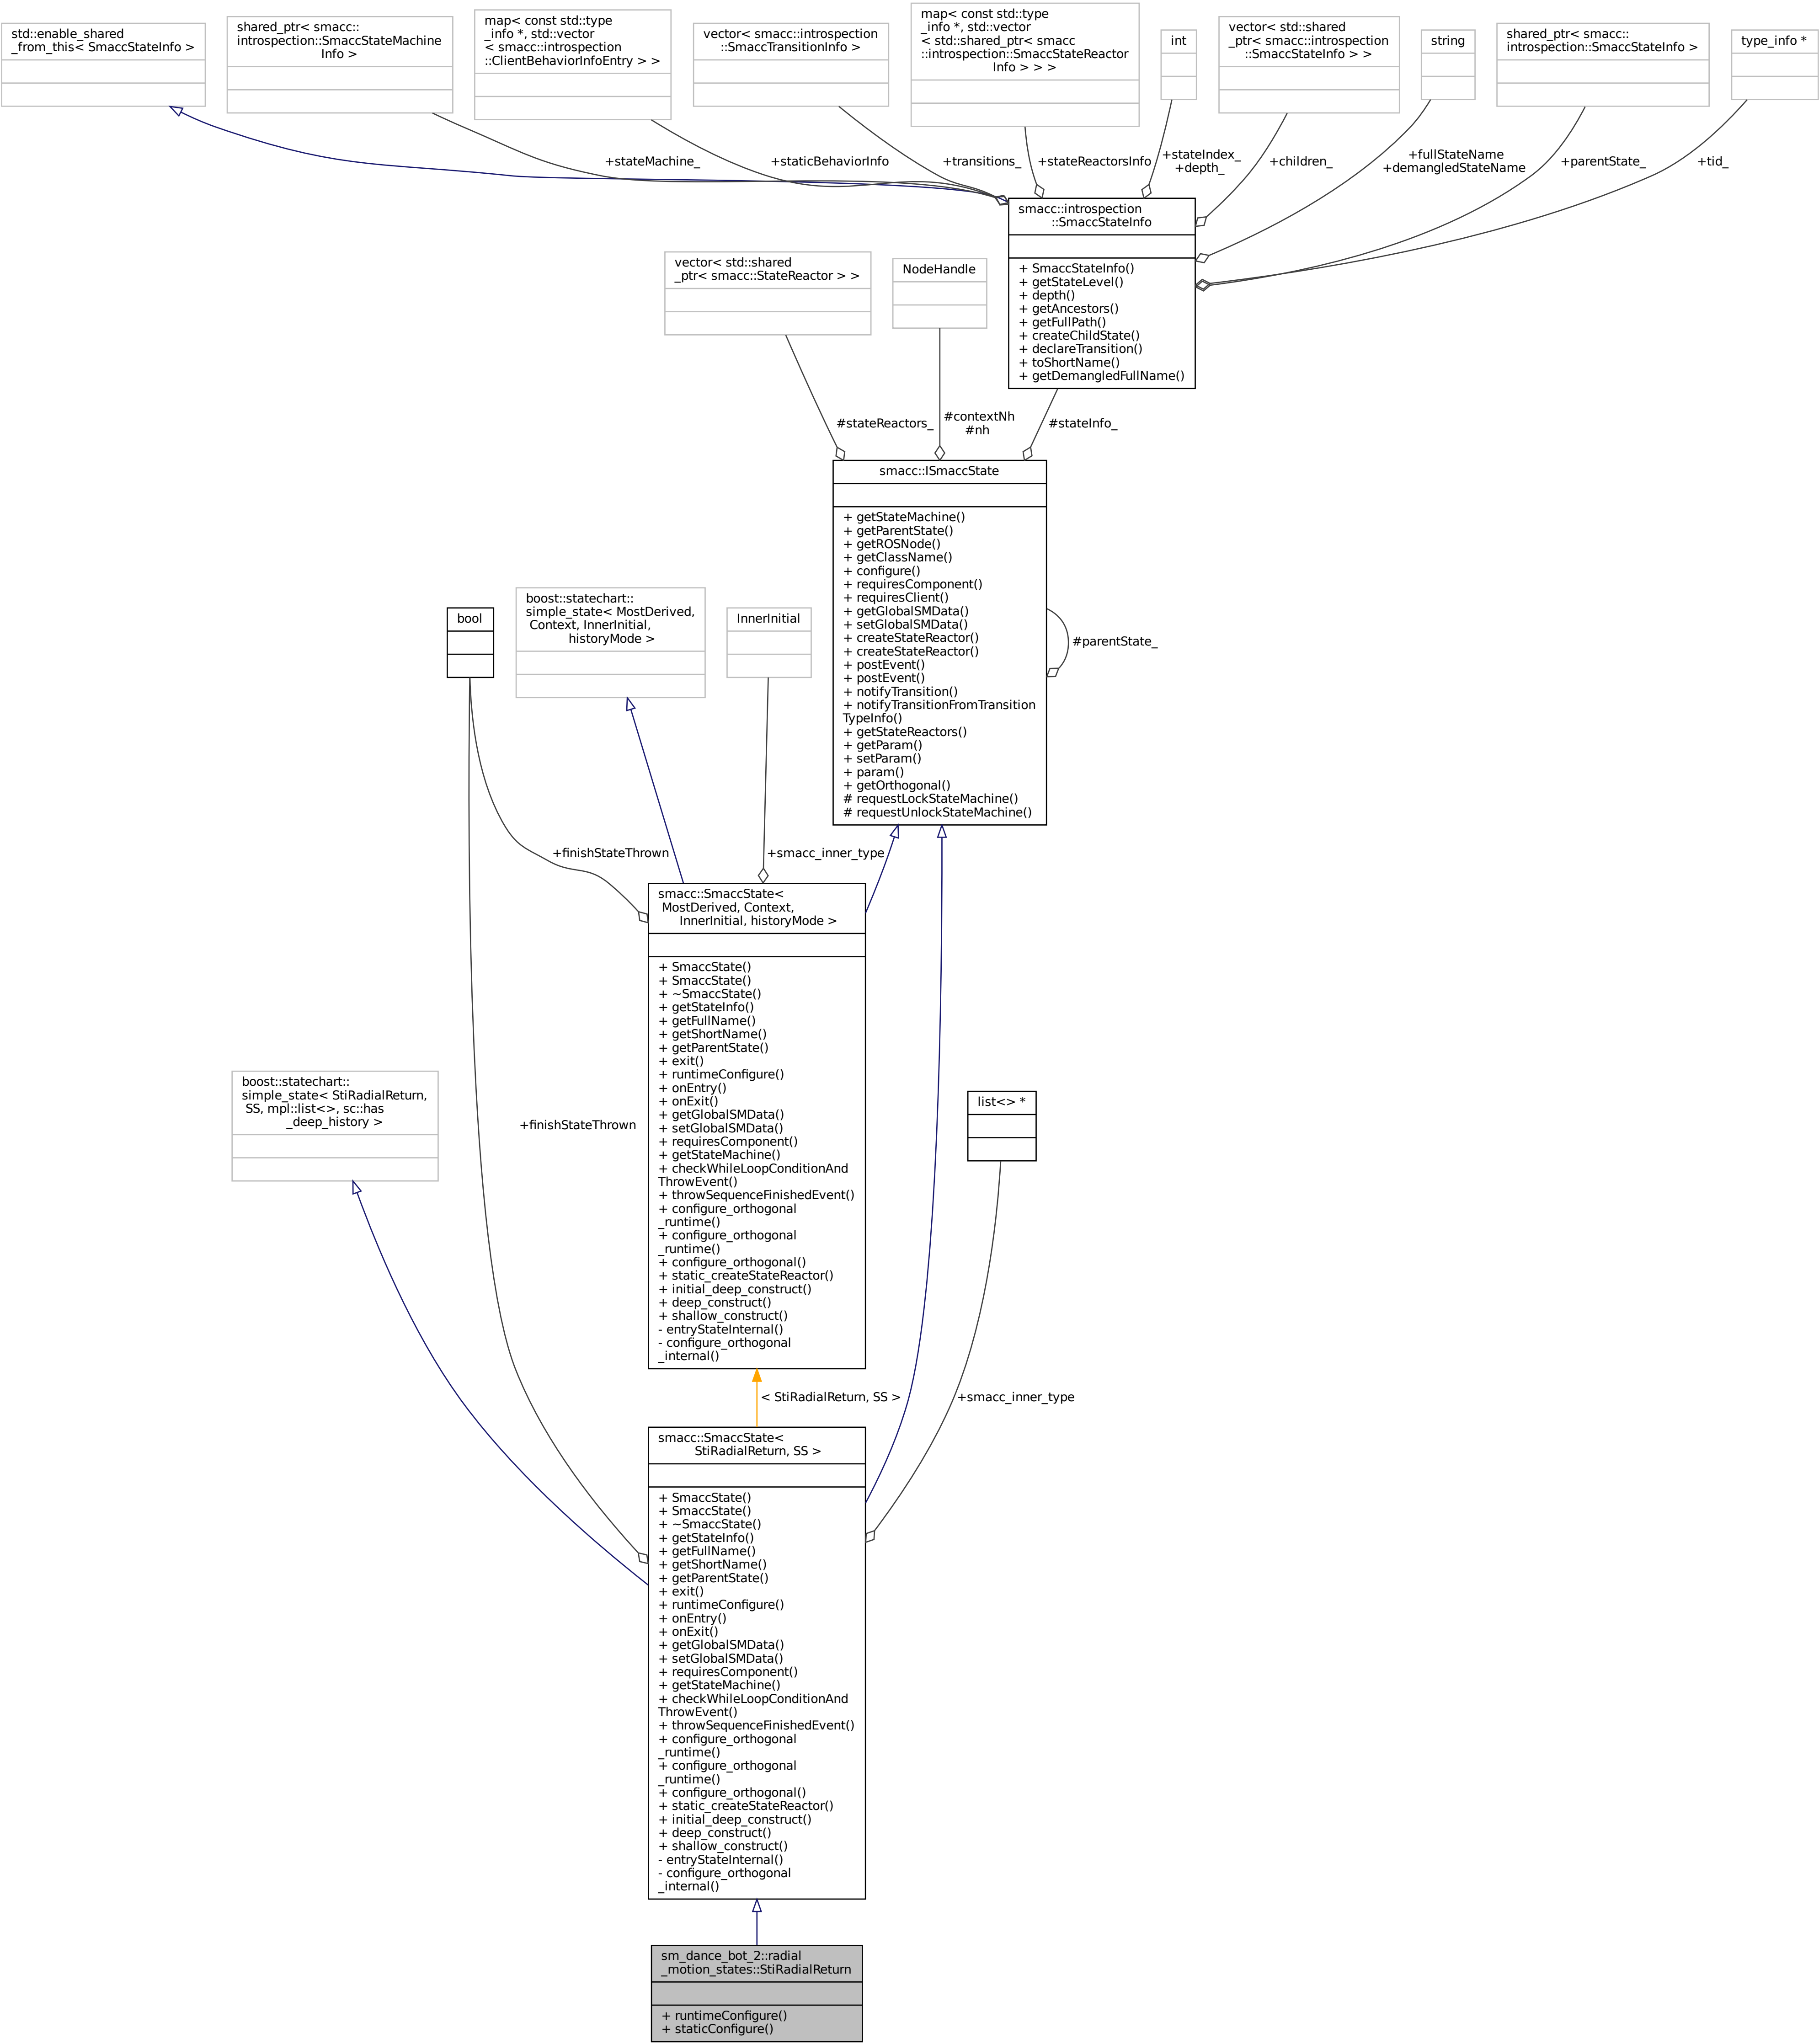 std::enable_shared
_from_this< SmaccStateInfo >
shared_ptr< smacc::
introspection::SmaccStateMachine
Info >
map< const std::type
_info *, std::vector
< smacc::introspection
::ClientBehaviorInfoEntry > >
vector< smacc::introspection
::SmaccTransitionInfo >
map< const std::type
_info *, std::vector
< std::shared_ptr< smacc
::introspection::SmaccStateReactor
Info > > >
int
vector< std::shared
_ptr< smacc::introspection
::SmaccStateInfo > >
string
shared_ptr< smacc::
introspection::SmaccStateInfo >
type_info *
+stateMachine_
+staticBehaviorInfo
+transitions_
+stateReactorsInfo
+stateIndex_
+depth_
+children_
+fullStateName
+demangledStateName
+parentState_
+tid_
smacc::introspection
::SmaccStateInfo
+ SmaccStateInfo()
+ getStateLevel()
+ depth()
+ getAncestors()
+ getFullPath()
+ createChildState()
+ declareTransition()
+ toShortName()
+ getDemangledFullName()
vector< std::shared
_ptr< smacc::StateReactor > >
NodeHandle
#stateReactors_
#contextNh
#nh
#stateInfo_
smacc::ISmaccState
+ getStateMachine()
+ getParentState()
+ getROSNode()
+ getClassName()
+ configure()
+ requiresComponent()
+ requiresClient()
+ getGlobalSMData()
+ setGlobalSMData()
+ createStateReactor()
+ createStateReactor()
+ postEvent()
+ postEvent()
+ notifyTransition()
+ notifyTransitionFromTransition
TypeInfo()
+ getStateReactors()
+ getParam()
+ setParam()
+ param()
+ getOrthogonal()
# requestLockStateMachine()
# requestUnlockStateMachine()
#parentState_
bool
boost::statechart::
simple_state< MostDerived,
Context, InnerInitial,
historyMode >
InnerInitial
+finishStateThrown
+smacc_inner_type
smacc::SmaccState<
MostDerived, Context,
InnerInitial, historyMode >
+ SmaccState()
+ SmaccState()
+ ~SmaccState()
+ getStateInfo()
+ getFullName()
+ getShortName()
+ getParentState()
+ exit()
+ runtimeConfigure()
+ onEntry()
+ onExit()
+ getGlobalSMData()
+ setGlobalSMData()
+ requiresComponent()
+ getStateMachine()
+ checkWhileLoopConditionAnd
ThrowEvent()
+ throwSequenceFinishedEvent()
+ configure_orthogonal
_runtime()
+ configure_orthogonal
_runtime()
+ configure_orthogonal()
+ static_createStateReactor()
+ initial_deep_construct()
+ deep_construct()
+ shallow_construct()
- entryStateInternal()
- configure_orthogonal
_internal()
boost::statechart::
simple_state< StiRadialReturn,
SS, mpl::list<>, sc::has
_deep_history >
+finishStateThrown
list<> *
< StiRadialReturn, SS >
+smacc_inner_type
smacc::SmaccState<
StiRadialReturn, SS >
+ SmaccState()
+ SmaccState()
+ ~SmaccState()
+ getStateInfo()
+ getFullName()
+ getShortName()
+ getParentState()
+ exit()
+ runtimeConfigure()
+ onEntry()
+ onExit()
+ getGlobalSMData()
+ setGlobalSMData()
+ requiresComponent()
+ getStateMachine()
+ checkWhileLoopConditionAnd
ThrowEvent()
+ throwSequenceFinishedEvent()
+ configure_orthogonal
_runtime()
+ configure_orthogonal
_runtime()
+ configure_orthogonal()
+ static_createStateReactor()
+ initial_deep_construct()
+ deep_construct()
+ shallow_construct()
- entryStateInternal()
- configure_orthogonal
_internal()
sm_dance_bot_2::radial
_motion_states::StiRadialReturn
+ runtimeConfigure()
+ staticConfigure()